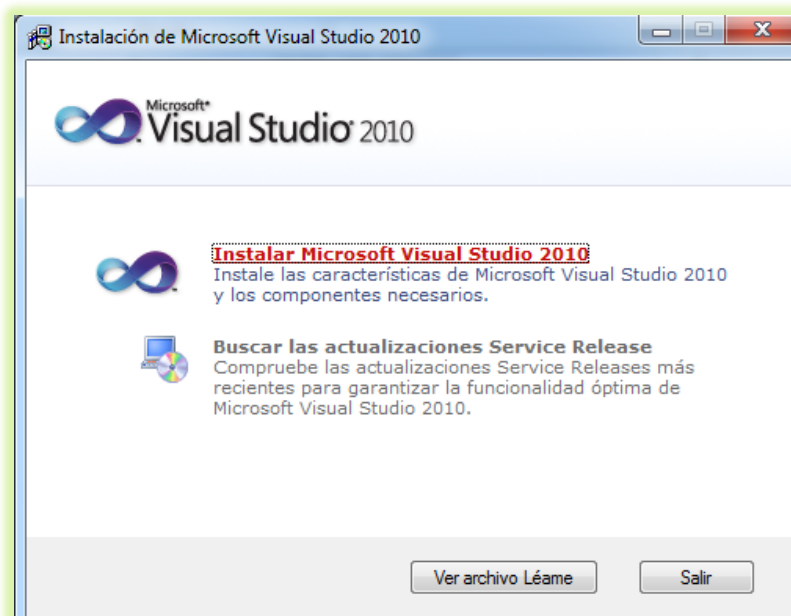 Instalación de Microsoft Visual Studio 2010
Microsoft®
Visual Studio 2010
Instalar Microsoft Visual Studio 2010
Instale las características de Microsoft Visual Studio 2010
y los componentes necesarios.
Buscar las actualizaciones Service Release
Compruebe las actualizaciones Service Releases más
recientes para garantizar la funcionalidad óptima de
Microsoft Visual Studio 2010.
Ver archivo Léame
Salir